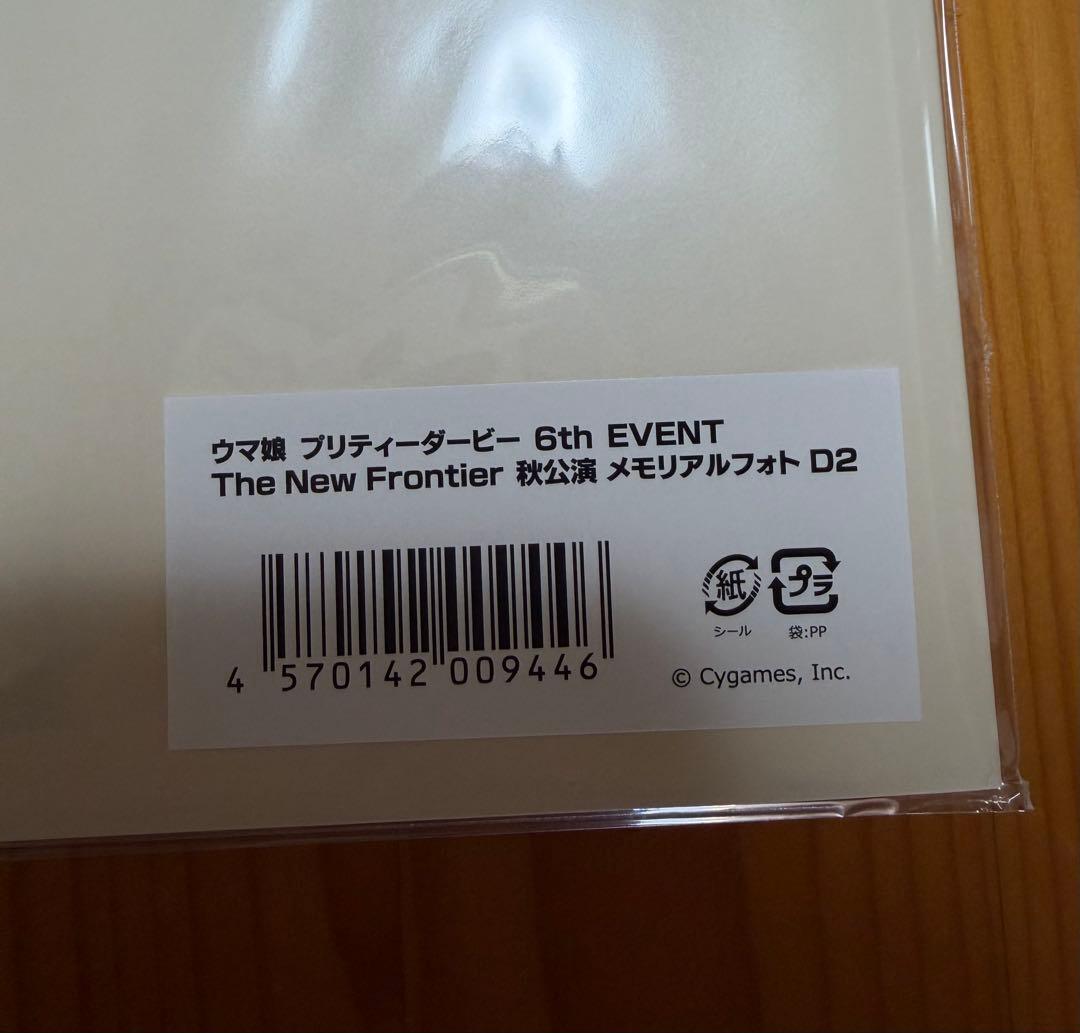 ウマ娘 プリティーダービー 6th EVENT
The New Frontier 秋公演 メモリアルフォト D2
紙 プラ
シール 袋:PP
4 570142 009446
© Cygames, Inc.